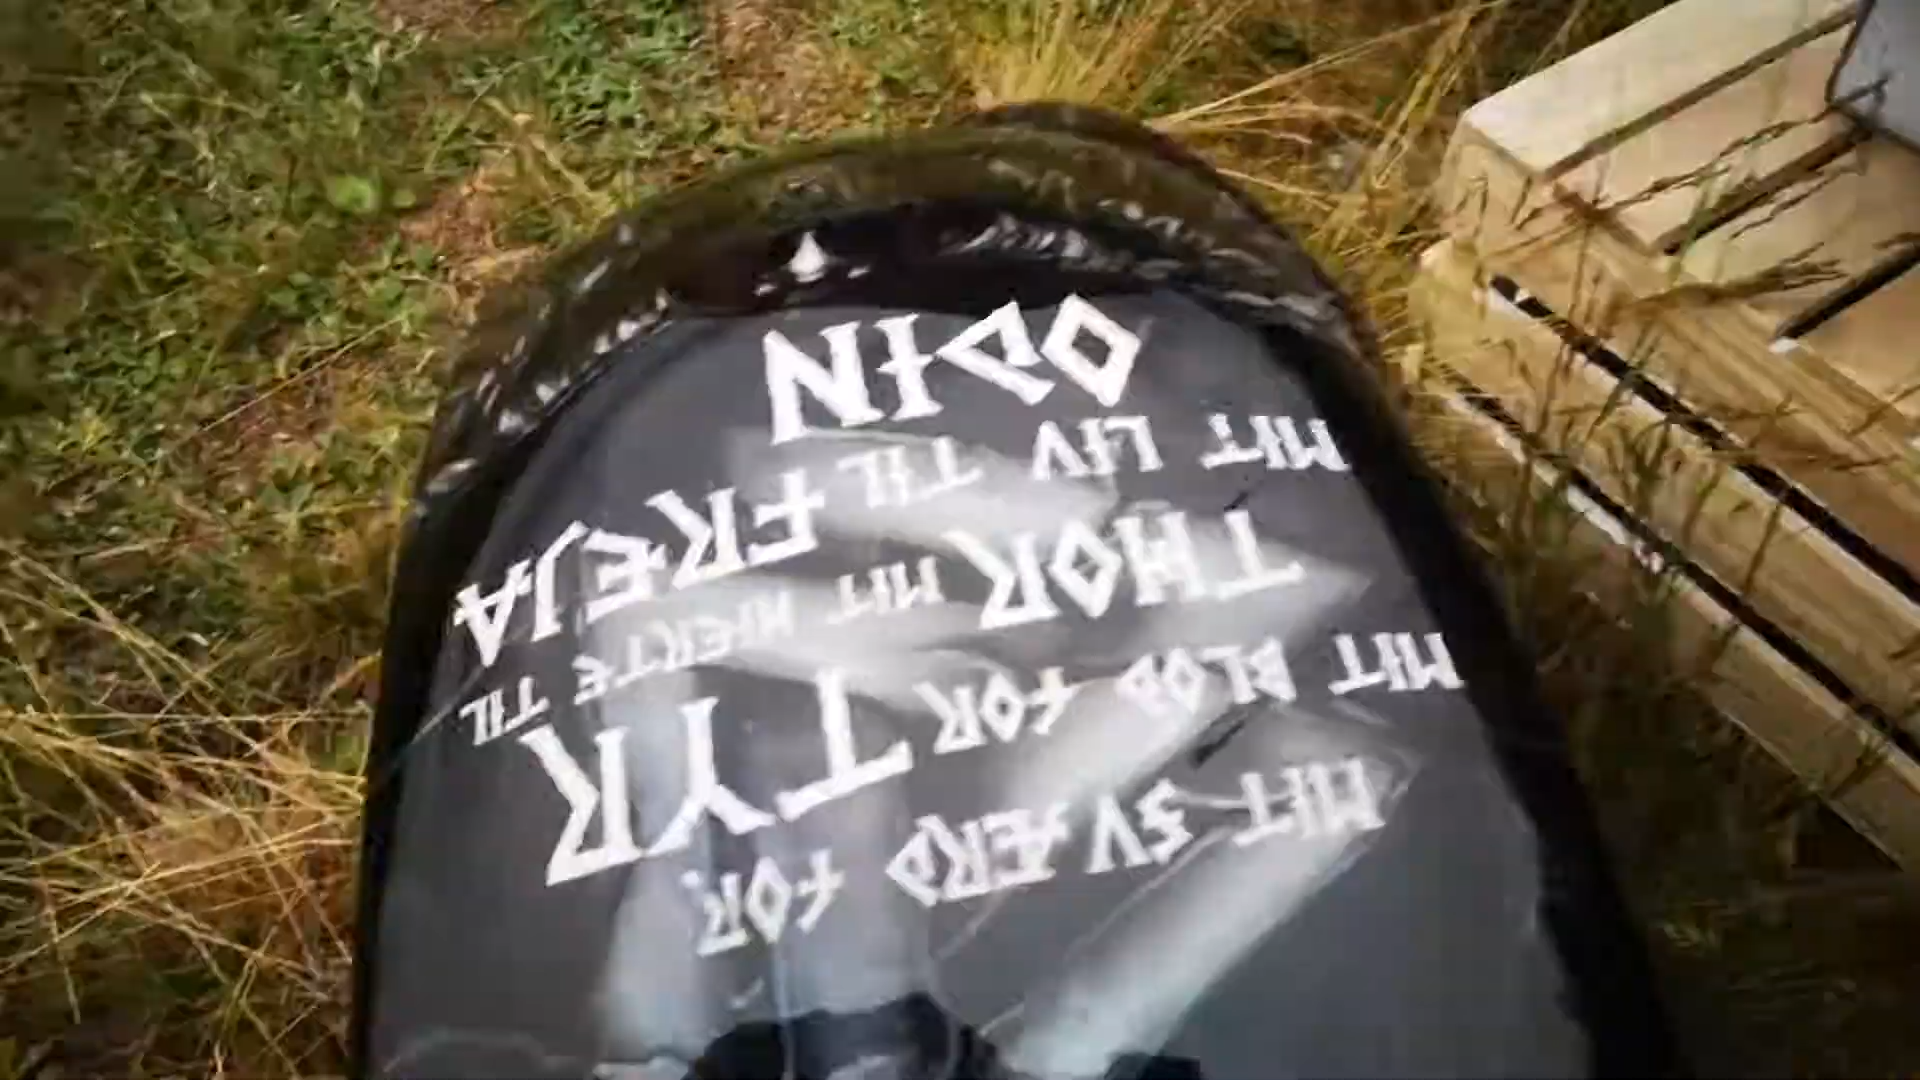 MIT SVÆRD FOR
MIT BLOD FOR TYR
THOR MIT HJERTE TIL
MIT LIV TIL FREJA
ODIN